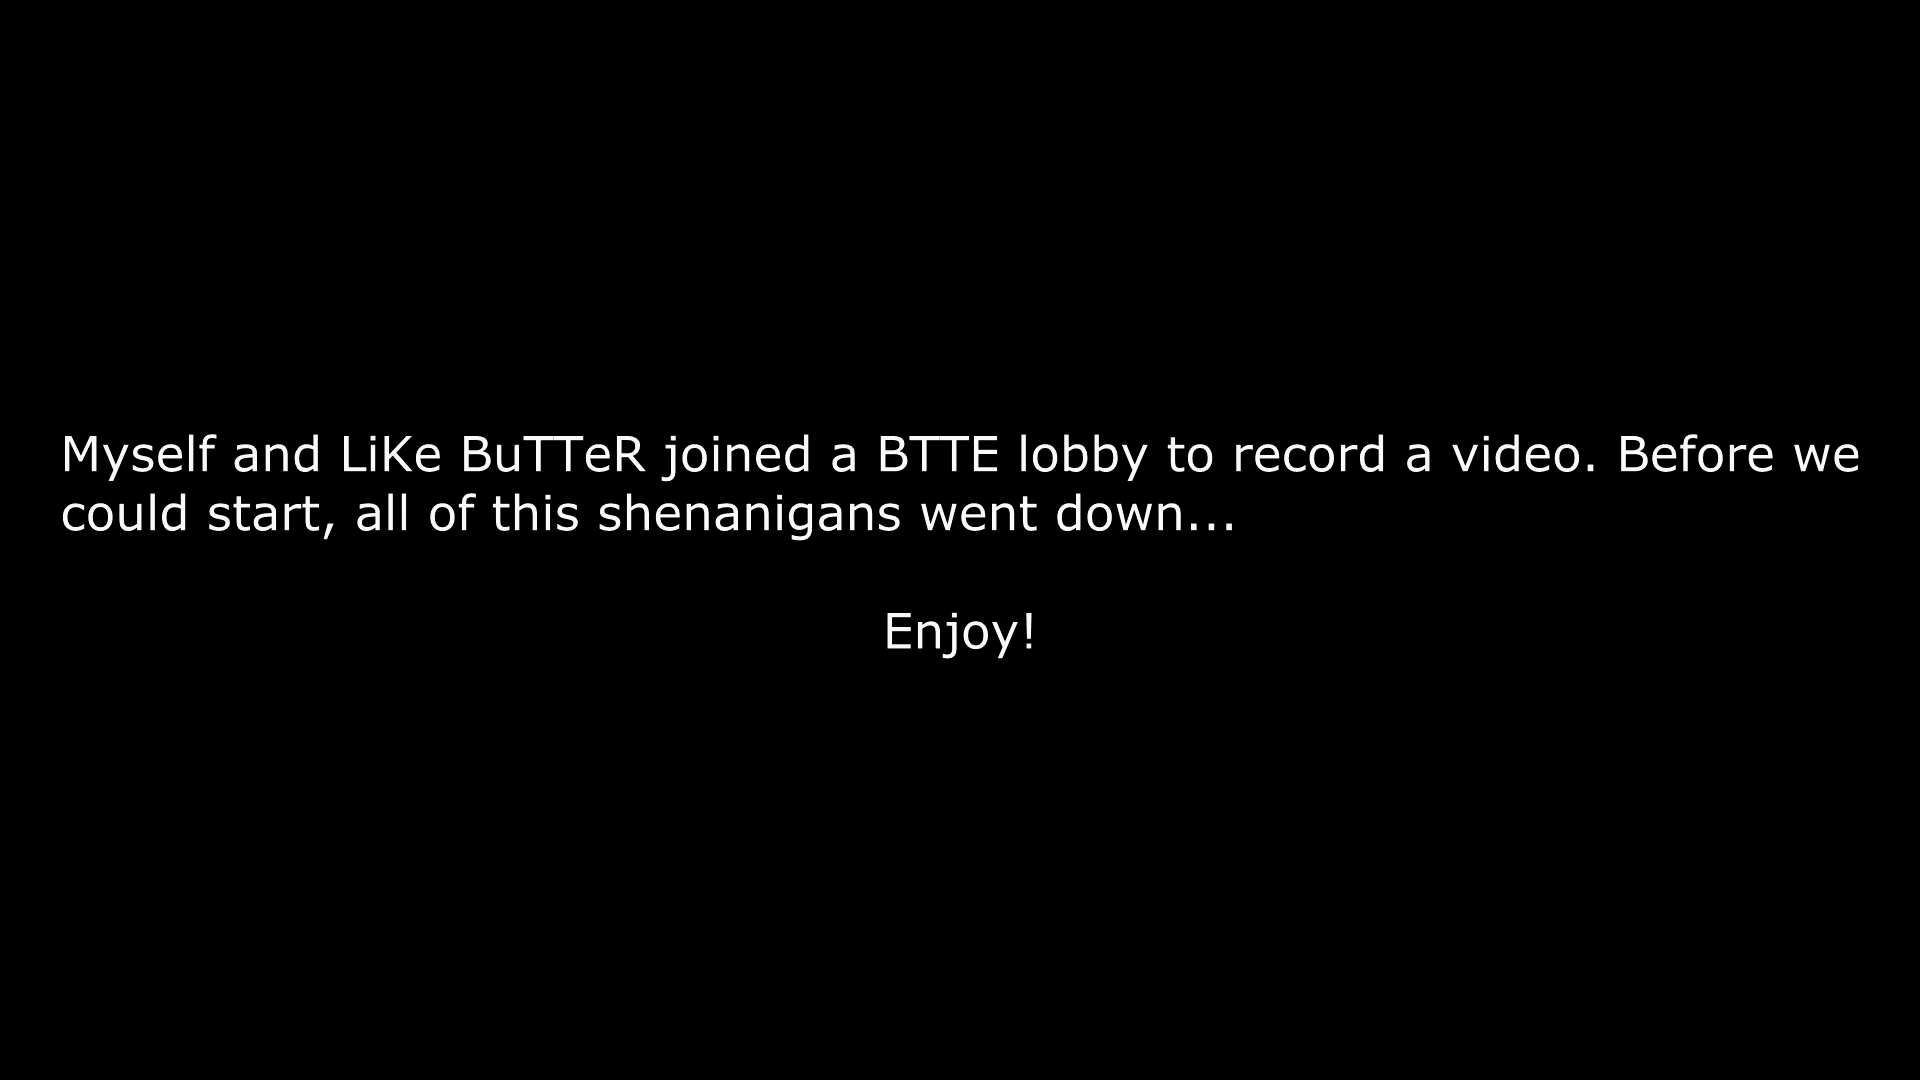 Myself and LiKe BuTTeR joined a BTTE lobby to record a video. Before we
could start, all of this shenanigans went down...
Enjoy!